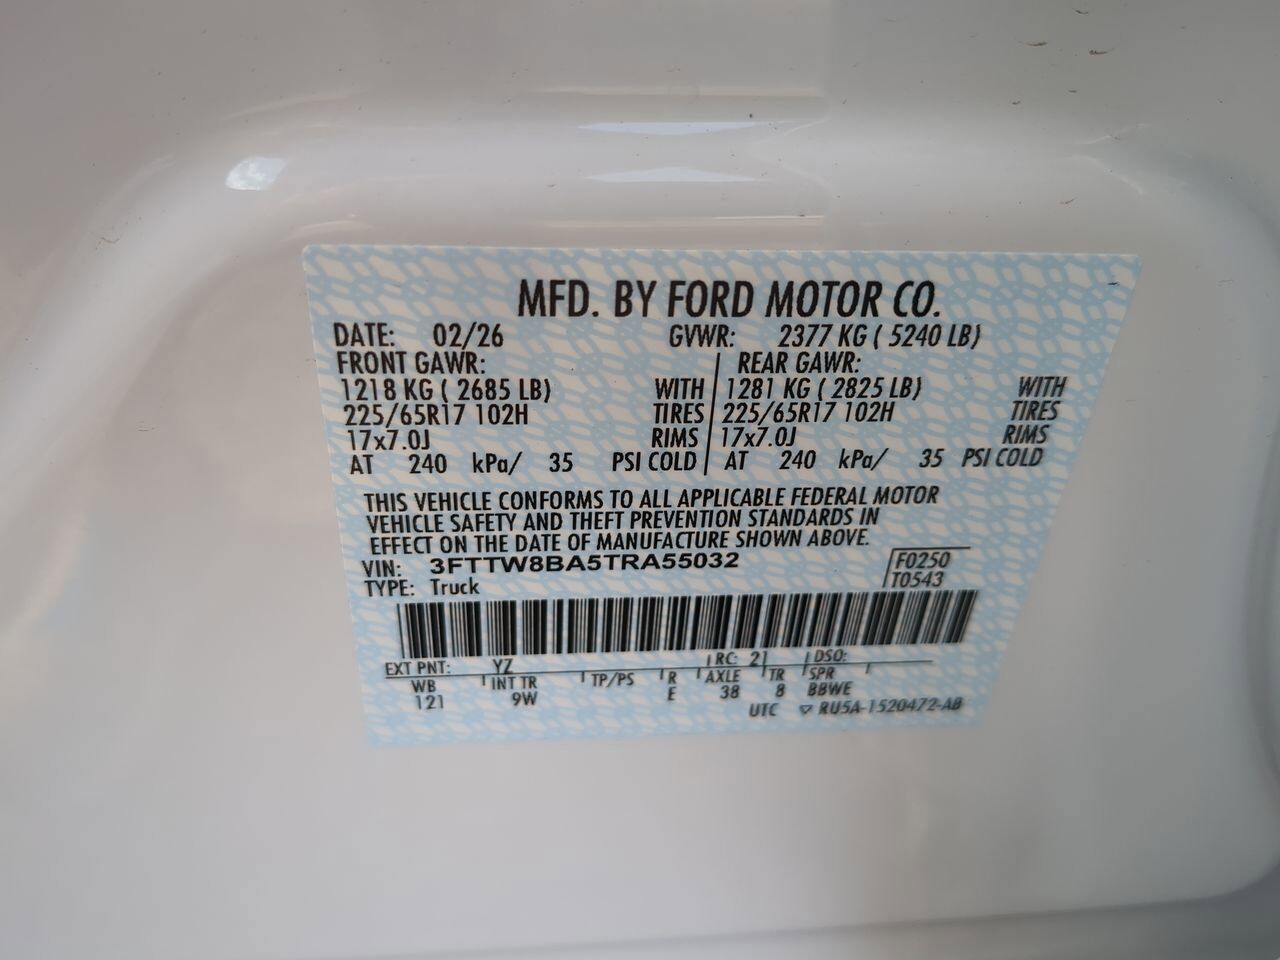 MFD. BY FORD MOTOR CO.
DATE: 02/26 GVWR: 2377 KG ( 5240 LB)
FRONT GAWR: REAR GAWR:
1218 KG ( 2685 LB) WITH 1281 KG ( 2825 LB) WITH
225/65R17 102H TIRES 225/65R17 102H TIRES
17x7.0J RIMS 17x7.0J RIMS
AT 240 kPa/ 35 PSI COLD AT 240 kPa/ 35 PSI COLD
THIS VEHICLE CONFORMS TO ALL APPLICABLE FEDERAL MOTOR
VEHICLE SAFETY AND THEFT PREVENTION STANDARDS IN
EFFECT ON THE DATE OF MANUFACTURE SHOWN ABOVE.
VIN: 3FTTW8BA5TRA55032 F0250
TYPE: Truck T0543
EXT PNT: YZ RC: 21 DSO:
WB INT TR TP/PS R AXLE TR SPR
121 9W E 38 8 BBWE
UTC ▽ RU5A-1520472-AB